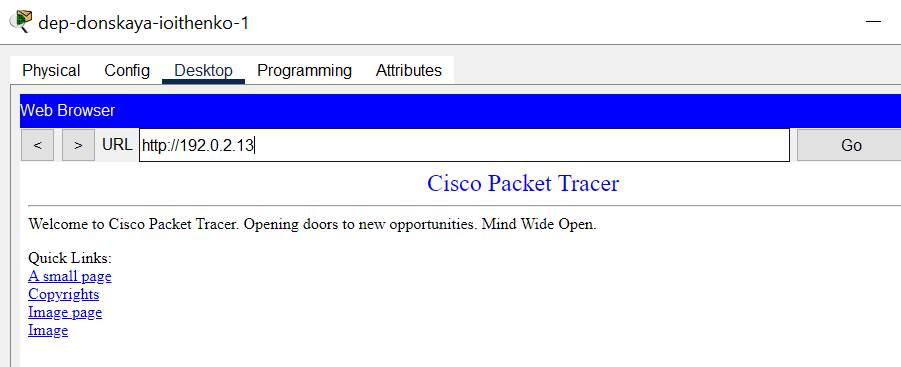 dep-donskaya-ioithenko-1
Physical Config Desktop Programming Attributes
Web Browser
< > URL http://192.0.2.13 Go
Cisco Packet Tracer
Welcome to Cisco Packet Tracer. Opening doors to new opportunities. Mind Wide Open.
Quick Links:
A small page
Copyrights
Image page
Image